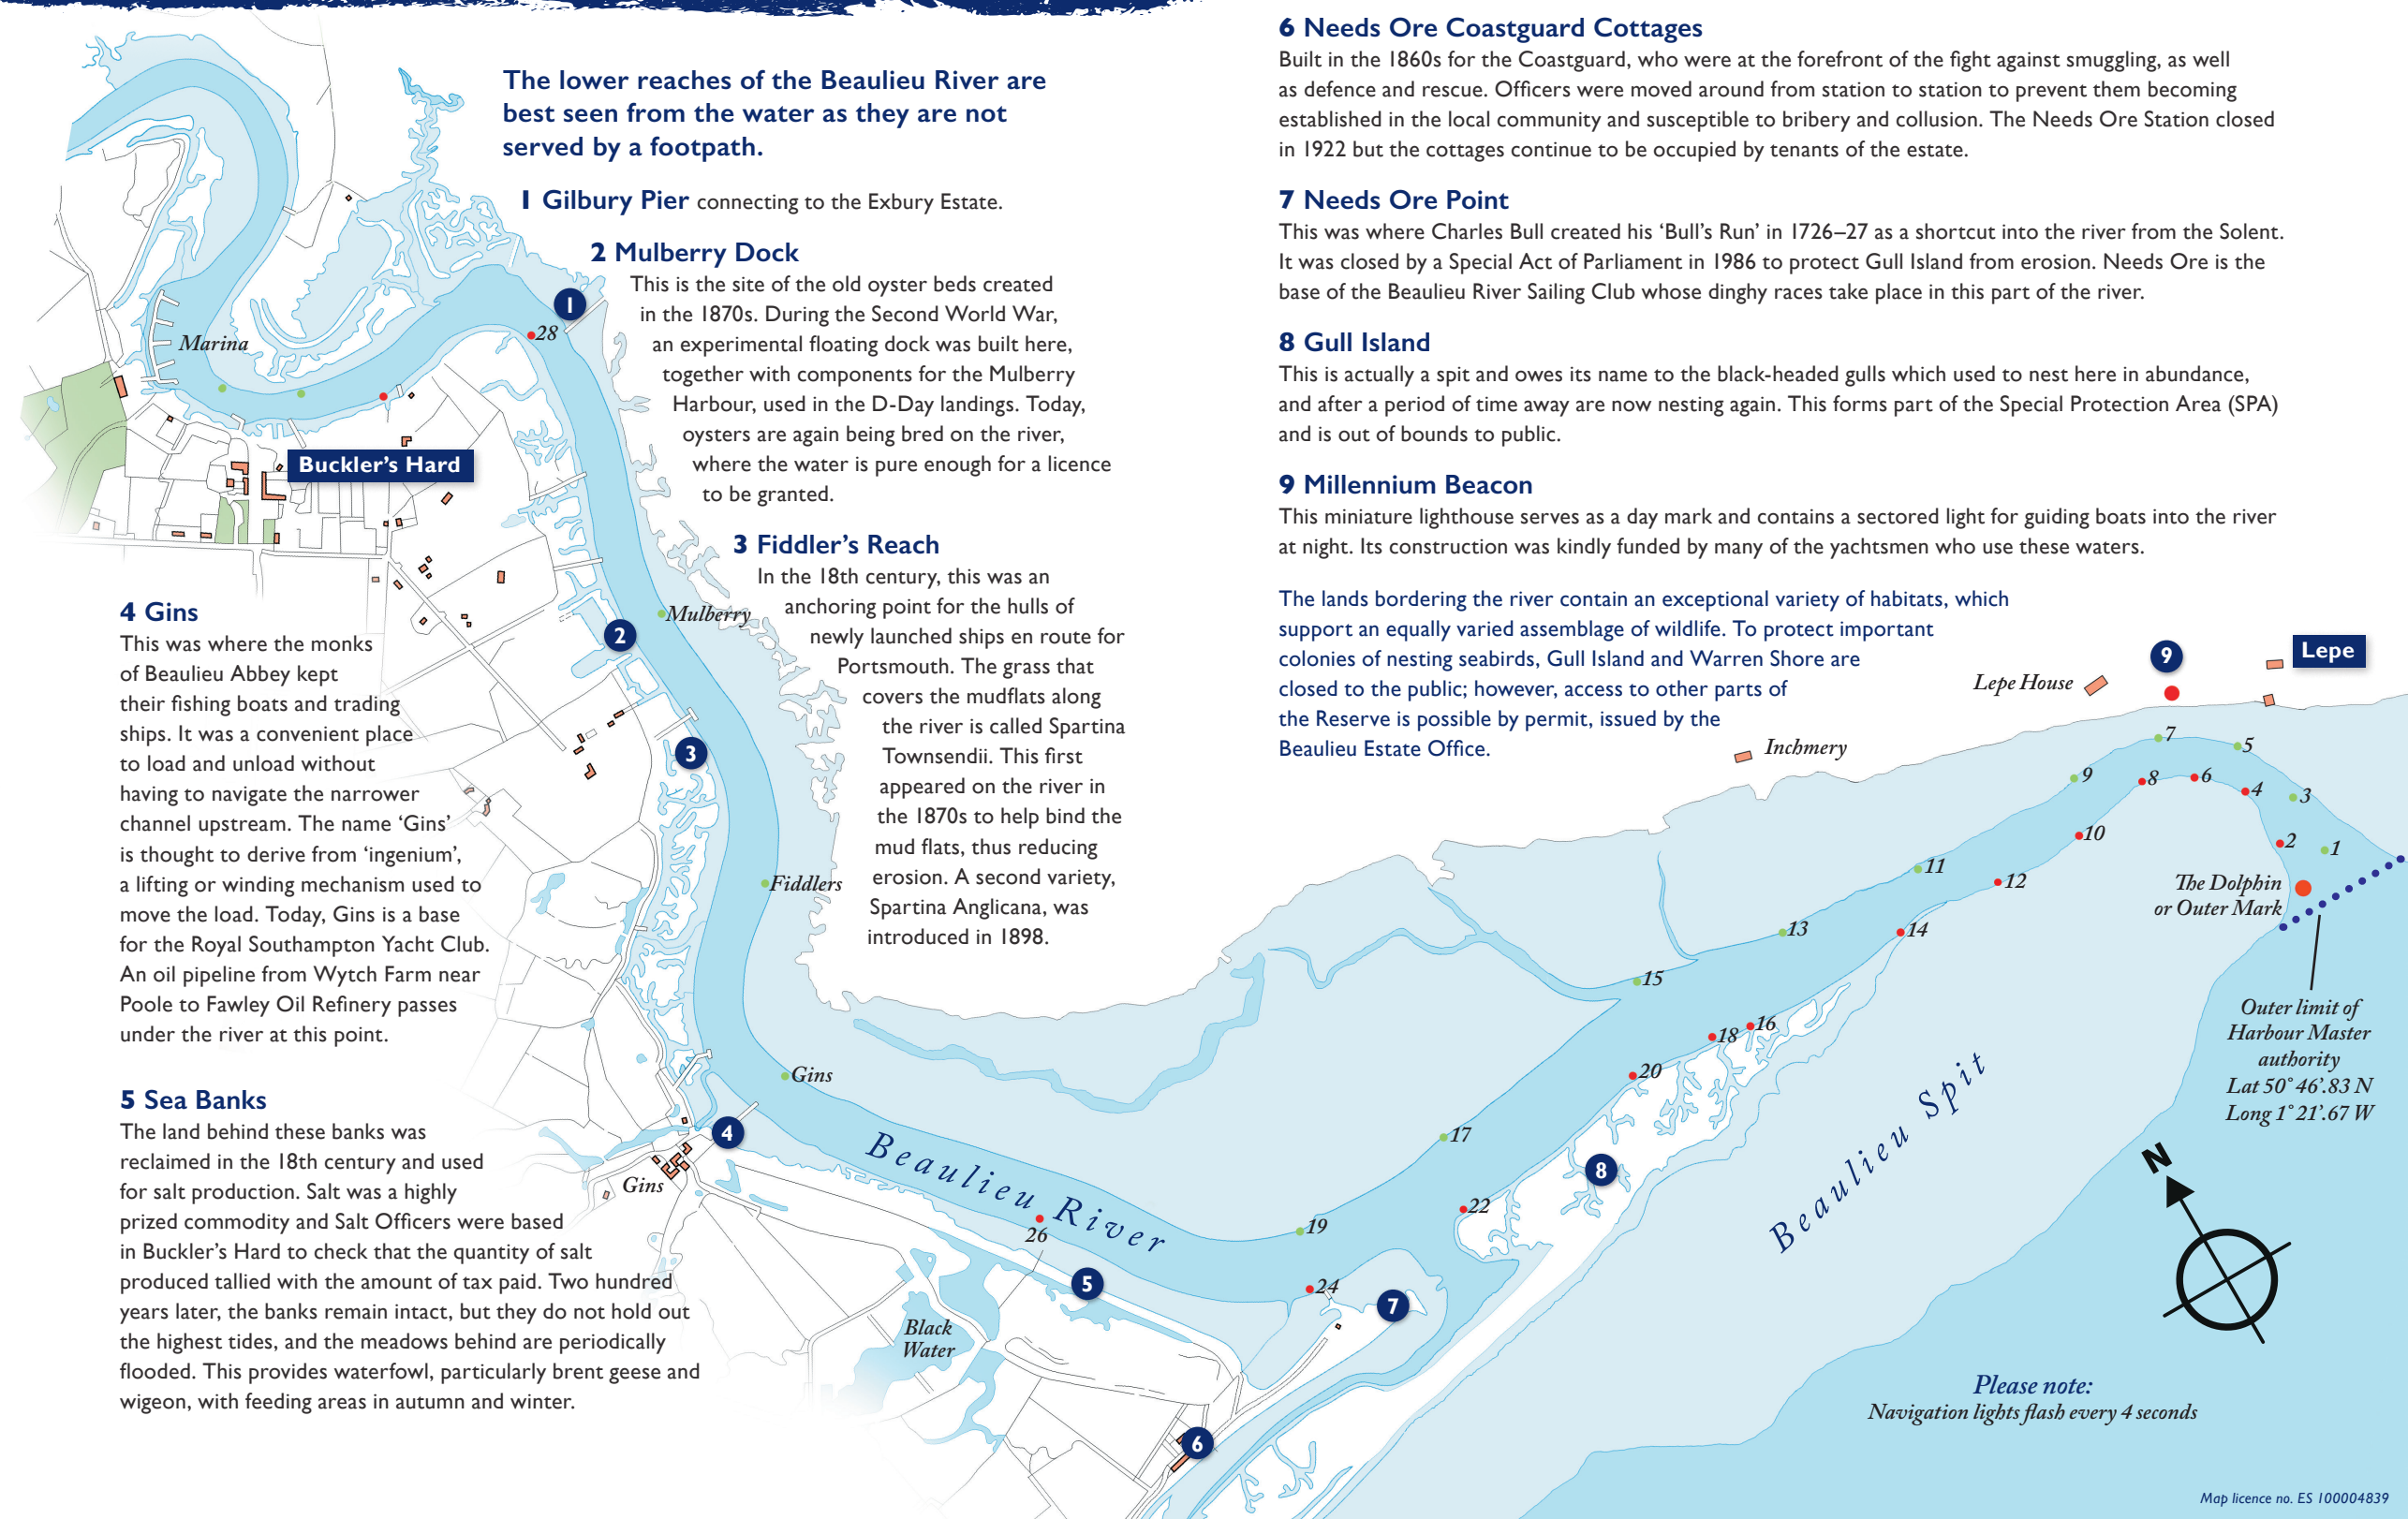 The lower reaches of the Beaulieu River are
best seen from the water as they are not
served by a footpath.
1 Gilbury Pier connecting to the Exbury Estate.
2 Mulberry Dock
This is the site of the old oyster beds created
in the 1870s. During the Second World War,
an experimental floating dock was built here,
together with components for the Mulberry
Harbour, used in the D-Day landings. Today,
oysters are again being bred on the river,
where the water is pure enough for a licence
to be granted.
3 Fiddler's Reach
In the 18th century, this was an
anchoring point for the hulls of
newly launched ships en route for
Portsmouth. The grass that
covers the mudflats along
the river is called Spartina
Townsendii. This first
appeared on the river in
the 1870s to help bind the
mud flats, thus reducing
erosion. A second variety,
Spartina Anglicana, was
introduced in 1898.
4 Gins
This was where the monks
of Beaulieu Abbey kept
their fishing boats and trading
ships. It was a convenient place
to load and unload without
having to navigate the narrower
channel upstream. The name 'Gins'
is thought to derive from 'ingenium',
a lifting or winding mechanism used to
move the load. Today, Gins is a base
for the Royal Southampton Yacht Club.
An oil pipeline from Wytch Farm near
Poole to Fawley Oil Refinery passes
under the river at this point.
5 Sea Banks
The land behind these banks was
reclaimed in the 18th century and used
for salt production. Salt was a highly
prized commodity and Salt Officers were based
in Buckler's Hard to check that the quantity of salt
produced tallied with the amount of tax paid. Two hundred
years later, the banks remain intact, but they do not hold out
the highest tides, and the meadows behind are periodically
flooded. This provides waterfowl, particularly brent geese and
wigeon, with feeding areas in autumn and winter.
6 Needs Ore Coastguard Cottages
Built in the 1860s for the Coastguard, who were at the forefront of the fight against smuggling, as well
as defence and rescue. Officers were moved around from station to station to prevent them becoming
established in the local community and susceptible to bribery and collusion. The Needs Ore Station closed
in 1922 but the cottages continue to be occupied by tenants of the estate.
7 Needs Ore Point
This was where Charles Bull created his 'Bull's Run' in 1726–27 as a shortcut into the river from the Solent.
It was closed by a Special Act of Parliament in 1986 to protect Gull Island from erosion. Needs Ore is the
base of the Beaulieu River Sailing Club whose dinghy races take place in this part of the river.
8 Gull Island
This is actually a spit and owes its name to the black-headed gulls which used to nest here in abundance,
and after a period of time away are now nesting again. This forms part of the Special Protection Area (SPA)
and is out of bounds to public.
9 Millennium Beacon
This miniature lighthouse serves as a day mark and contains a sectored light for guiding boats into the river
at night. Its construction was kindly funded by many of the yachtsmen who use these waters.
The lands bordering the river contain an exceptional variety of habitats, which
support an equally varied assemblage of wildlife. To protect important
colonies of nesting seabirds, Gull Island and Warren Shore are
closed to the public; however, access to other parts of
the Reserve is possible by permit, issued by the
Beaulieu Estate Office.
Marina
Buckler's Hard
1
28
2
Mulberry
3
Fiddlers
Gins
4
Gins
Beaulieu River
26
5
Black
Water
6
7
24
19
22
17
8
20
18
16
15
13
14
11
12
10
9
8
7
6
5
4
3
2
1
Inchmery
Lepe House
9
Lepe
The Dolphin
or Outer Mark
Outer limit of
Harbour Master
authority
Lat 50° 46'.83 N
Long 1° 21'.67 W
Beaulieu Spit
N
Please note:
Navigation lights flash every 4 seconds
Map licence no. ES 100004839